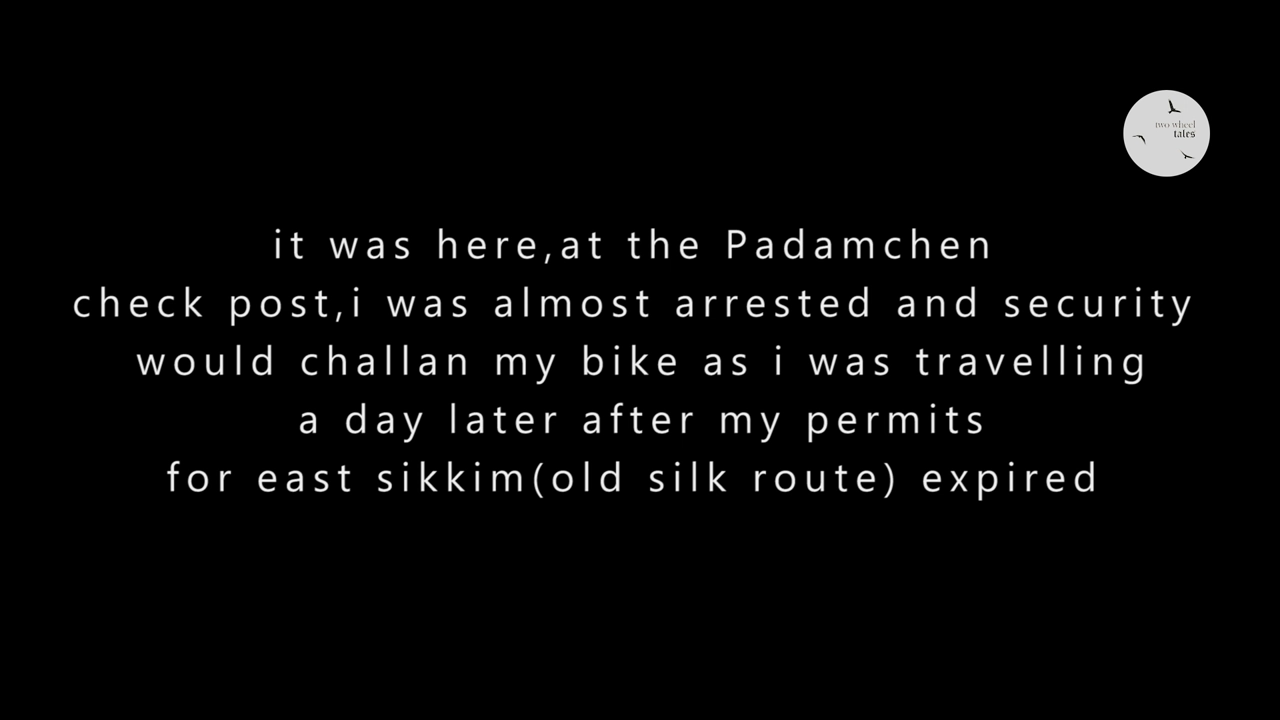 two wheel
tales
it was here,at the Padamchen
check post,i was almost arrested and security
would challan my bike as i was travelling
a day later after my permits
for east sikkim(old silk route) expired